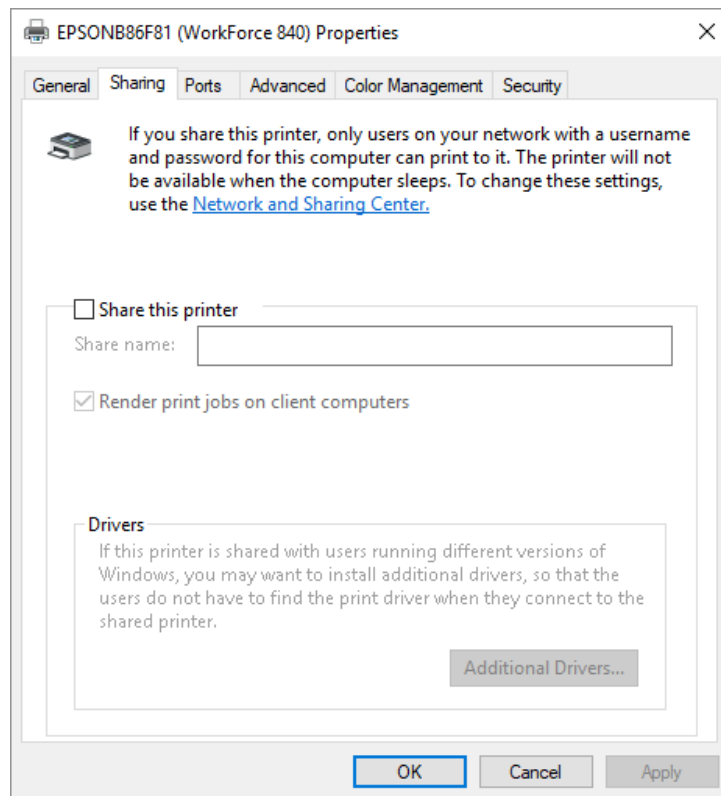 EPSONB86F81 (WorkForce 840) Properties
General Sharing Ports Advanced Color Management Security
If you share this printer, only users on your network with a username
and password for this computer can print to it. The printer will not
be available when the computer sleeps. To change these settings,
use the Network and Sharing Center.
Share this printer
Share name:
Render print jobs on client computers
Drivers
If this printer is shared with users running different versions of
Windows, you may want to install additional drivers, so that the
users do not have to find the print driver when they connect to the
shared printer.
Additional Drivers...
OK Cancel Apply